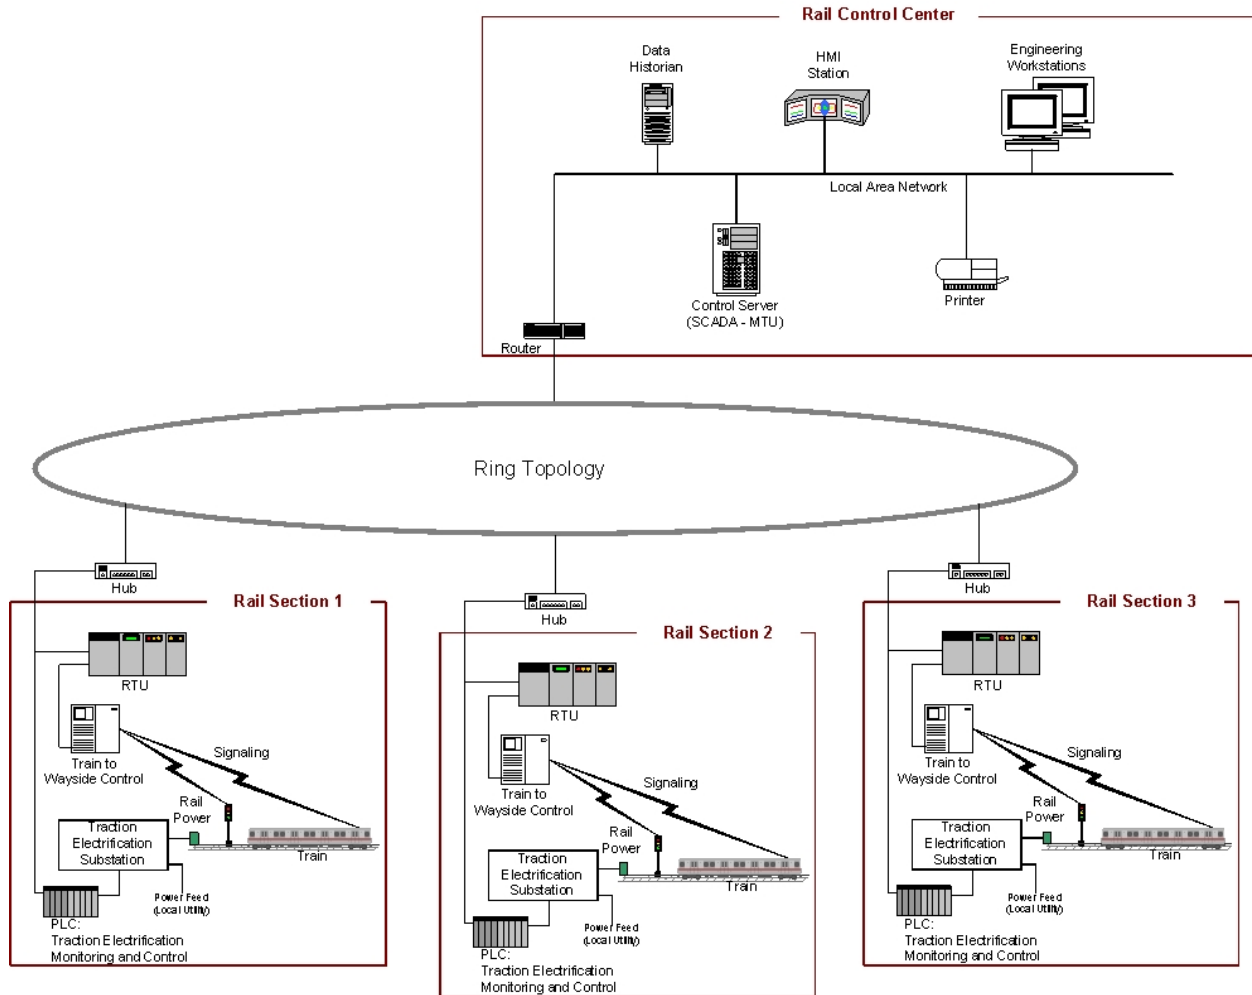 Rail Control Center
Data
Historian
HMI
Station
Engineering
Workstations
Local Area Network
Control Server
(SCADA - MTU)
Printer
Router
Ring Topology
Hub
Rail Section 1
RTU
Train to
Wayside Control
Signaling
Rail
Power
Traction
Electrification
Substation
Train
Power Feed
(Local Utility)
PLC:
Traction Electrification
Monitoring and Control
Hub
Rail Section 2
RTU
Train to
Wayside Control
Signaling
Rail
Power
Traction
Electrification
Substation
Train
Power Feed
(Local Utility)
PLC:
Traction Electrification
Monitoring and Control
Hub
Rail Section 3
RTU
Train to
Wayside Control
Signaling
Rail
Power
Traction
Electrification
Substation
Train
Power Feed
(Local Utility)
PLC:
Traction Electrification
Monitoring and Control